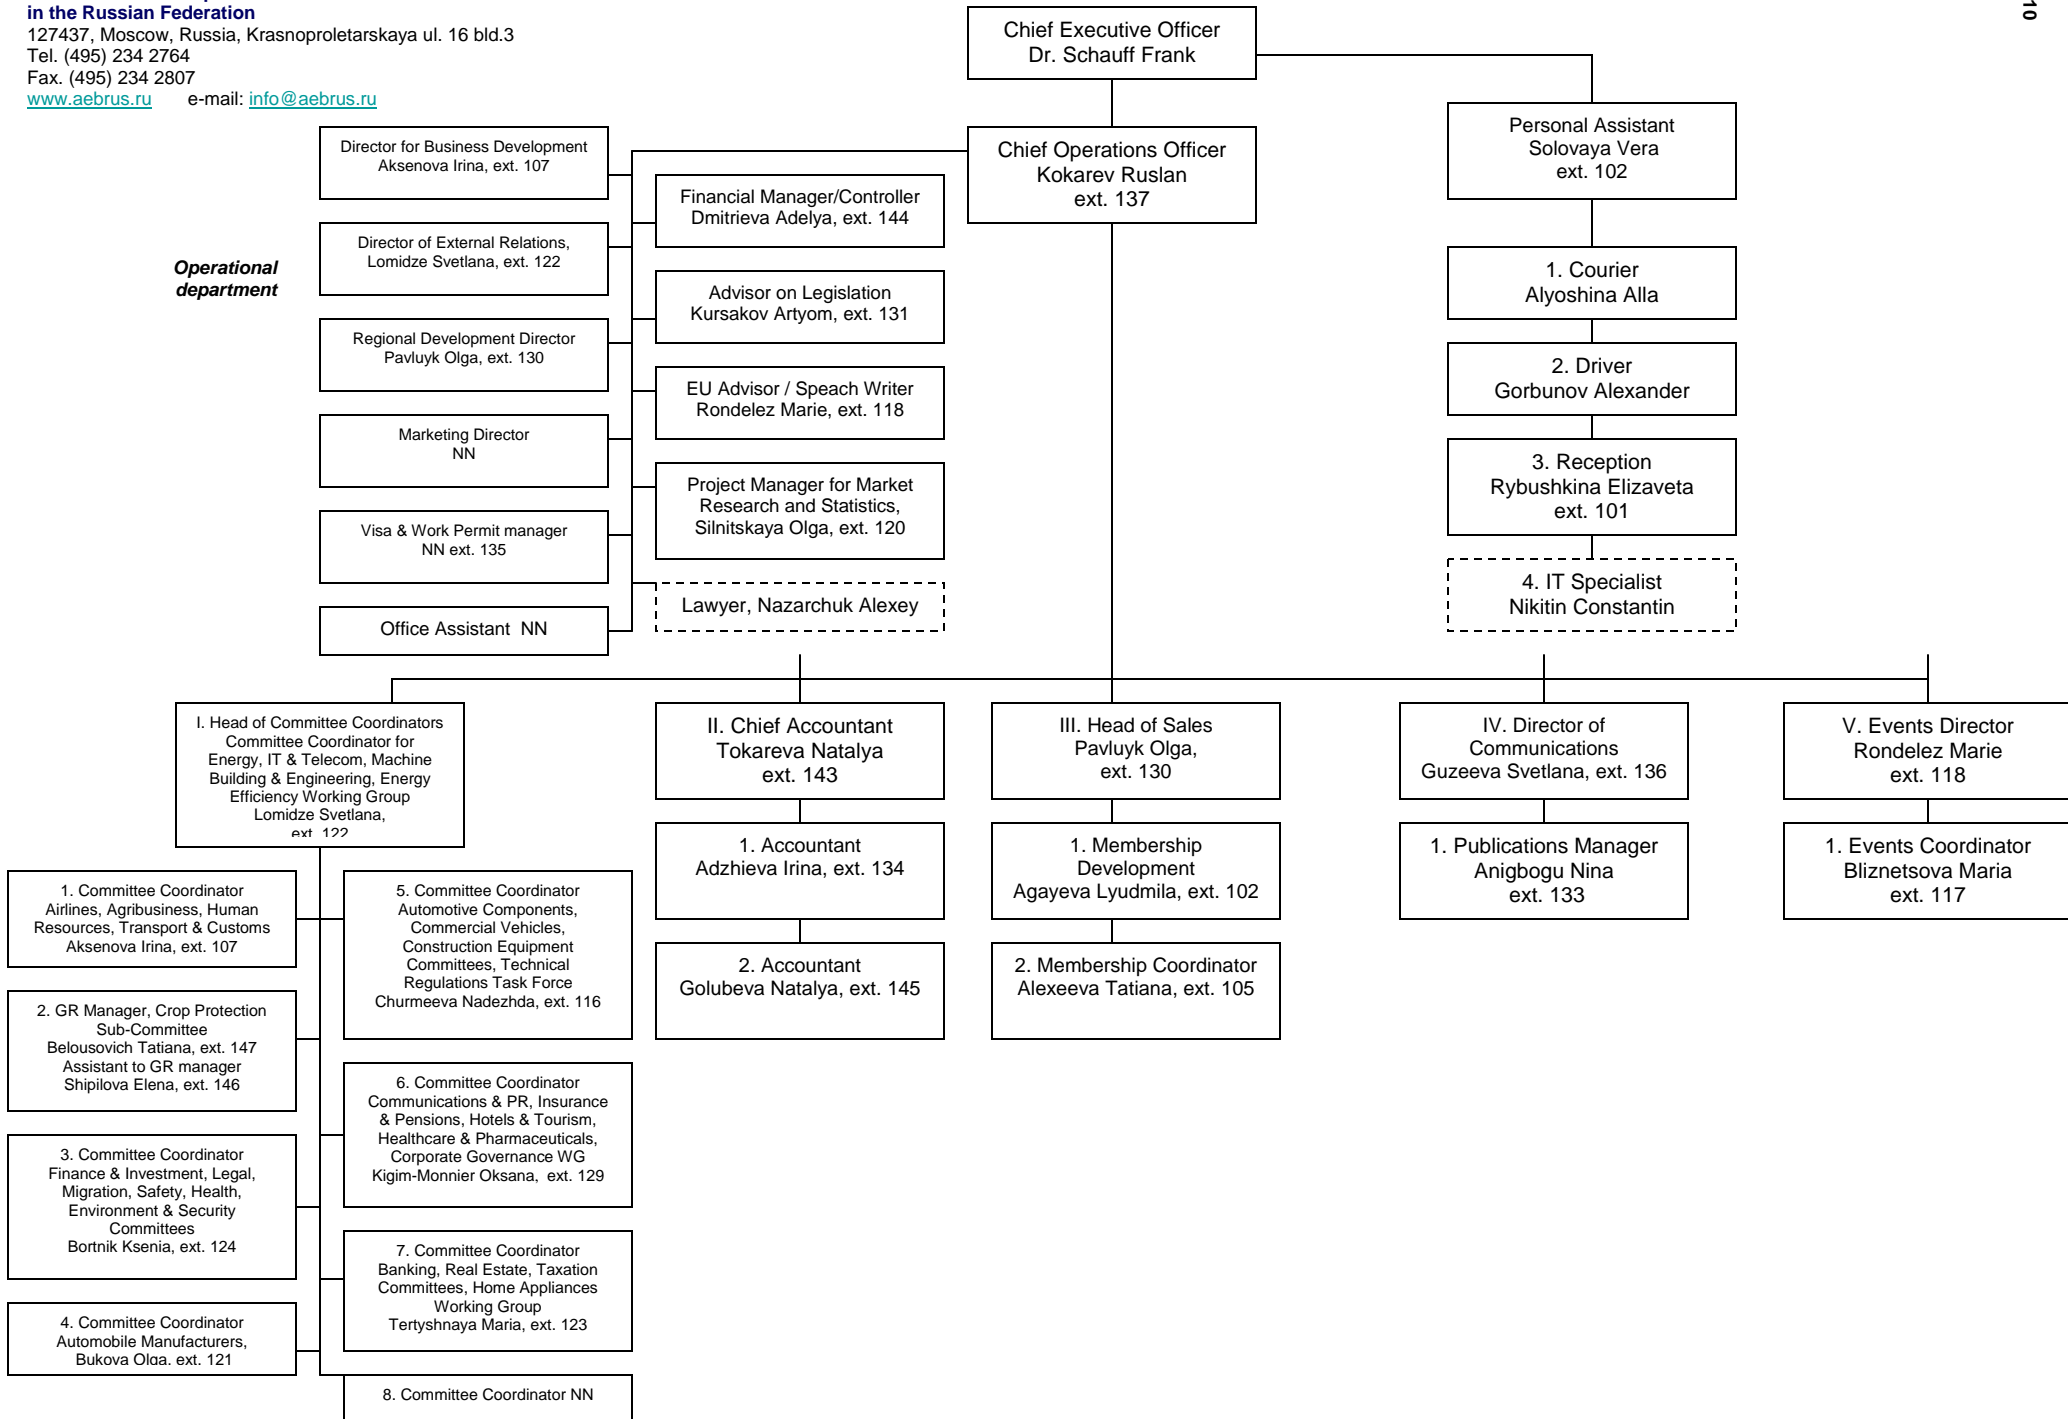 in the Russian Federation
127437, Moscow, Russia, Krasnoproletarskaya ul. 16 bld.3
Tel. (495) 234 2764
Fax. (495) 234 2807
www.aebrus.ru e-mail: info@aebrus.ru
10
Chief Executive Officer
Dr. Schauff Frank
Chief Operations Officer
Kokarev Ruslan
ext. 137
Personal Assistant
Solovaya Vera
ext. 102
1. Courier
Alyoshina Alla
2. Driver
Gorbunov Alexander
3. Reception
Rybushkina Elizaveta
ext. 101
4. IT Specialist
Nikitin Constantin
Operational
department
Director for Business Development
Aksenova Irina, ext. 107
Director of External Relations,
Lomidze Svetlana, ext. 122
Regional Development Director
Pavluyk Olga, ext. 130
Marketing Director
NN
Visa & Work Permit manager
NN ext. 135
Office Assistant NN
Financial Manager/Controller
Dmitrieva Adelya, ext. 144
Advisor on Legislation
Kursakov Artyom, ext. 131
EU Advisor / Speach Writer
Rondelez Marie, ext. 118
Project Manager for Market
Research and Statistics,
Silnitskaya Olga, ext. 120
Lawyer, Nazarchuk Alexey
I. Head of Committee Coordinators
Committee Coordinator for
Energy, IT & Telecom, Machine
Building & Engineering, Energy
Efficiency Working Group
Lomidze Svetlana,
ext. 122
1. Committee Coordinator
Airlines, Agribusiness, Human
Resources, Transport & Customs
Aksenova Irina, ext. 107
2. GR Manager, Crop Protection
Sub-Committee
Belousovich Tatiana, ext. 147
Assistant to GR manager
Shipilova Elena, ext. 146
3. Committee Coordinator
Finance & Investment, Legal,
Migration, Safety, Health,
Environment & Security
Committees
Bortnik Ksenia, ext. 124
4. Committee Coordinator
Automobile Manufacturers,
Bukova Olga, ext. 121
5. Committee Coordinator
Automotive Components,
Commercial Vehicles,
Construction Equipment
Committees, Technical
Regulations Task Force
Churmeeva Nadezhda, ext. 116
6. Committee Coordinator
Communications & PR, Insurance
& Pensions, Hotels & Tourism,
Healthcare & Pharmaceuticals,
Corporate Governance WG
Kigim-Monnier Oksana, ext. 129
7. Committee Coordinator
Banking, Real Estate, Taxation
Committees, Home Appliances
Working Group
Tertyshnaya Maria, ext. 123
8. Committee Coordinator NN
II. Chief Accountant
Tokareva Natalya
ext. 143
1. Accountant
Adzhieva Irina, ext. 134
2. Accountant
Golubeva Natalya, ext. 145
III. Head of Sales
Pavluyk Olga,
ext. 130
1. Membership
Development
Agayeva Lyudmila, ext. 102
2. Membership Coordinator
Alexeeva Tatiana, ext. 105
IV. Director of
Communications
Guzeeva Svetlana, ext. 136
1. Publications Manager
Anigbogu Nina
ext. 133
V. Events Director
Rondelez Marie
ext. 118
1. Events Coordinator
Bliznetsova Maria
ext. 117